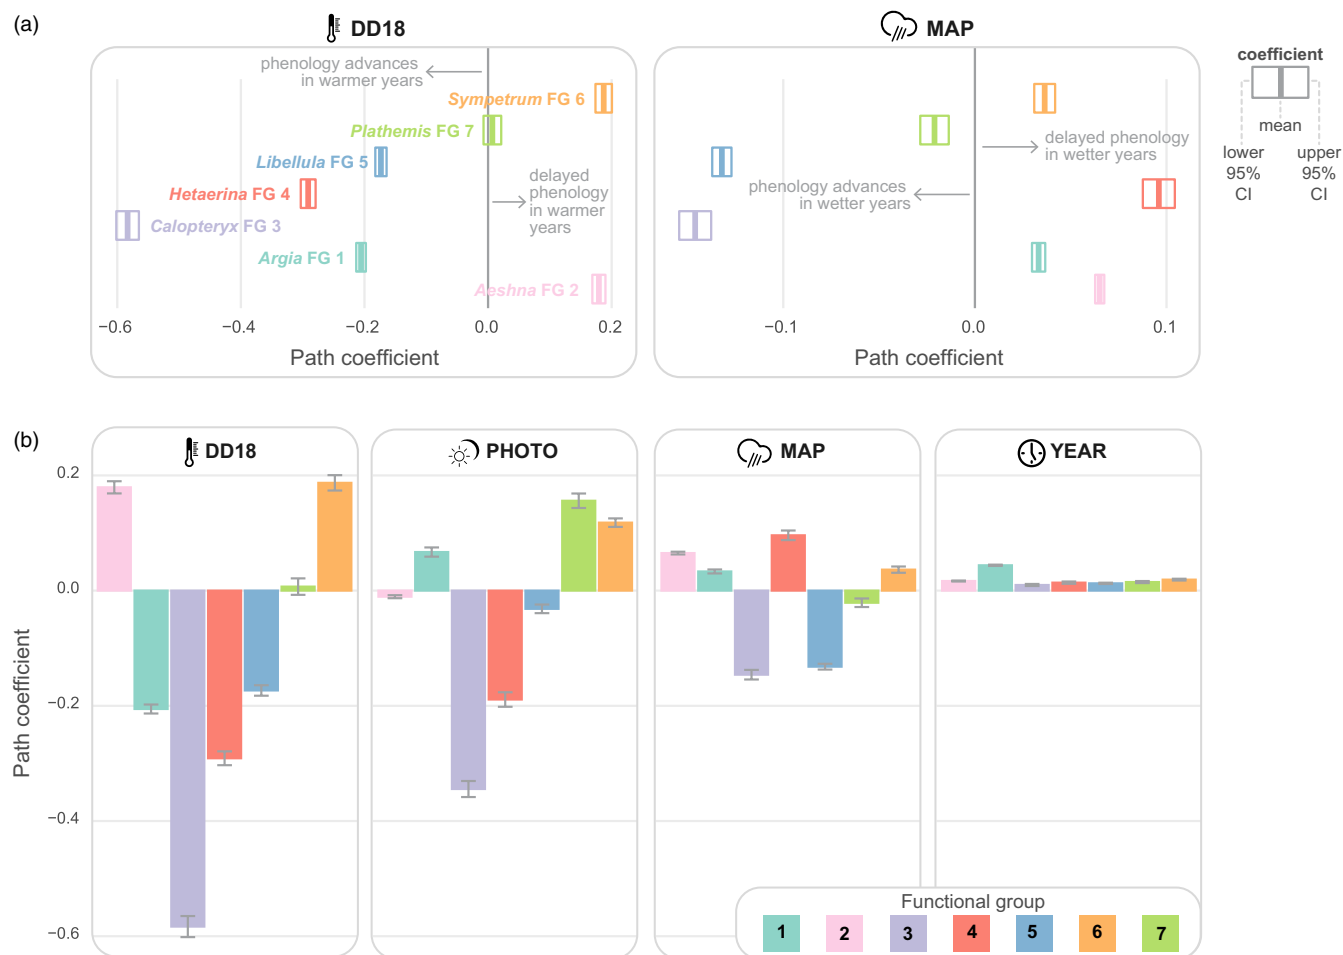 (a)
DD18
phenology advances
in warmer years
Sympetrum FG 6
Plathemis FG 7
Libellula FG 5
Hetaerina FG 4
Calopteryx FG 3
Argia FG 1
Aeshna FG 2
delayed
phenology
in warmer
years
−0.6
−0.4
−0.2
0.0
0.2
Path coefficient
MAP
delayed phenology
in wetter years
phenology advances
in wetter years
−0.1
0.0
0.1
Path coefficient
coefficient
mean
lower
95%
CI
upper
95%
CI
(b)
DD18
PHOTO
MAP
YEAR
0.2
0.0
−0.2
−0.4
−0.6
Path coefficient
Functional group
1 2 3 4 5 6 7